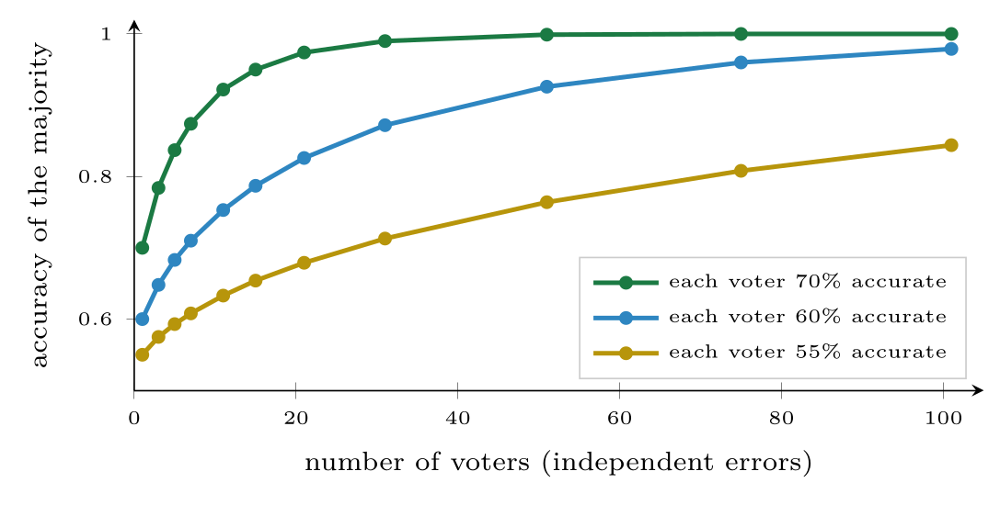 accuracy of the majority
1
0.8
0.6
each voter 70% accurate
each voter 60% accurate
each voter 55% accurate
0 20 40 60 80 100
number of voters (independent errors)